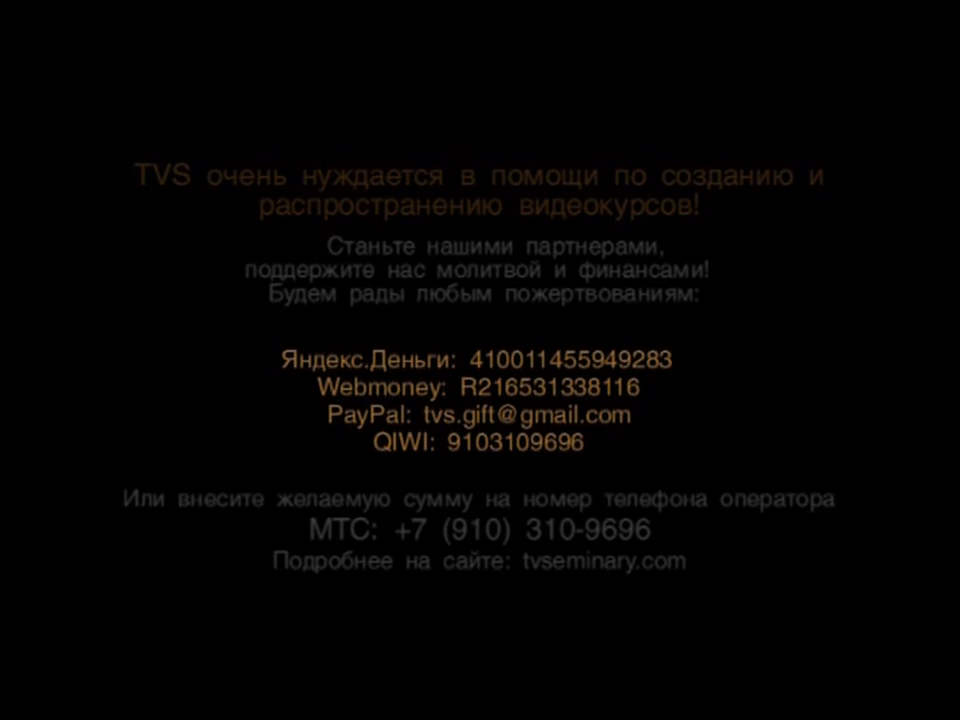 TVS очень нуждается в помощи по созданию и
распространению видеокурсов!
Станьте нашими партнерами,
поддержите нас молитвой и финансами!
Будем рады любым пожертвованиям:
Яндекс.Деньги: 410011455949283
Webmoney: R216531338116
PayPal: tvs.gift@gmail.com
QIWI: 9103109696
Или внесите желаемую сумму на номер телефона оператора
МТС: +7 (910) 310-9696
Подробнее на сайте: tvseminary.com